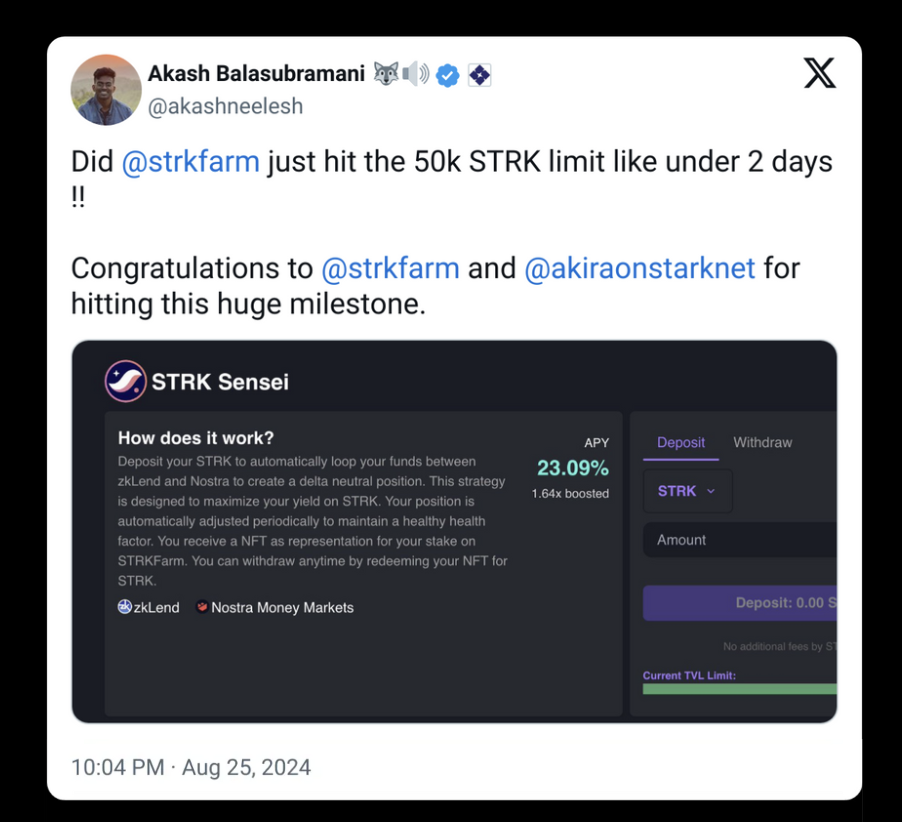 Akash Balasubramani 🐺🔊
@akashneelesh
Did @strkfarm just hit the 50k STRK limit like under 2 days
!!
Congratulations to @strkfarm and @akiraonstarknet for
hitting this huge milestone.
STRK Sensei
How does it work?
Deposit your STRK to automatically loop your funds between
zkLend and Nostra to create a delta neutral position. This strategy
is designed to maximize your yield on STRK. Your position is
automatically adjusted periodically to maintain a healthy health
factor. You receive a NFT as representation for your stake on
STRKFarm. You can withdraw anytime by redeeming your NFT for
STRK.
zkLend Nostra Money Markets
APY
23.09%
1.64x boosted
Deposit Withdraw
STRK
Amount
Deposit: 0.00 S
No additional fees by ST
Current TVL Limit:
10:04 PM · Aug 25, 2024